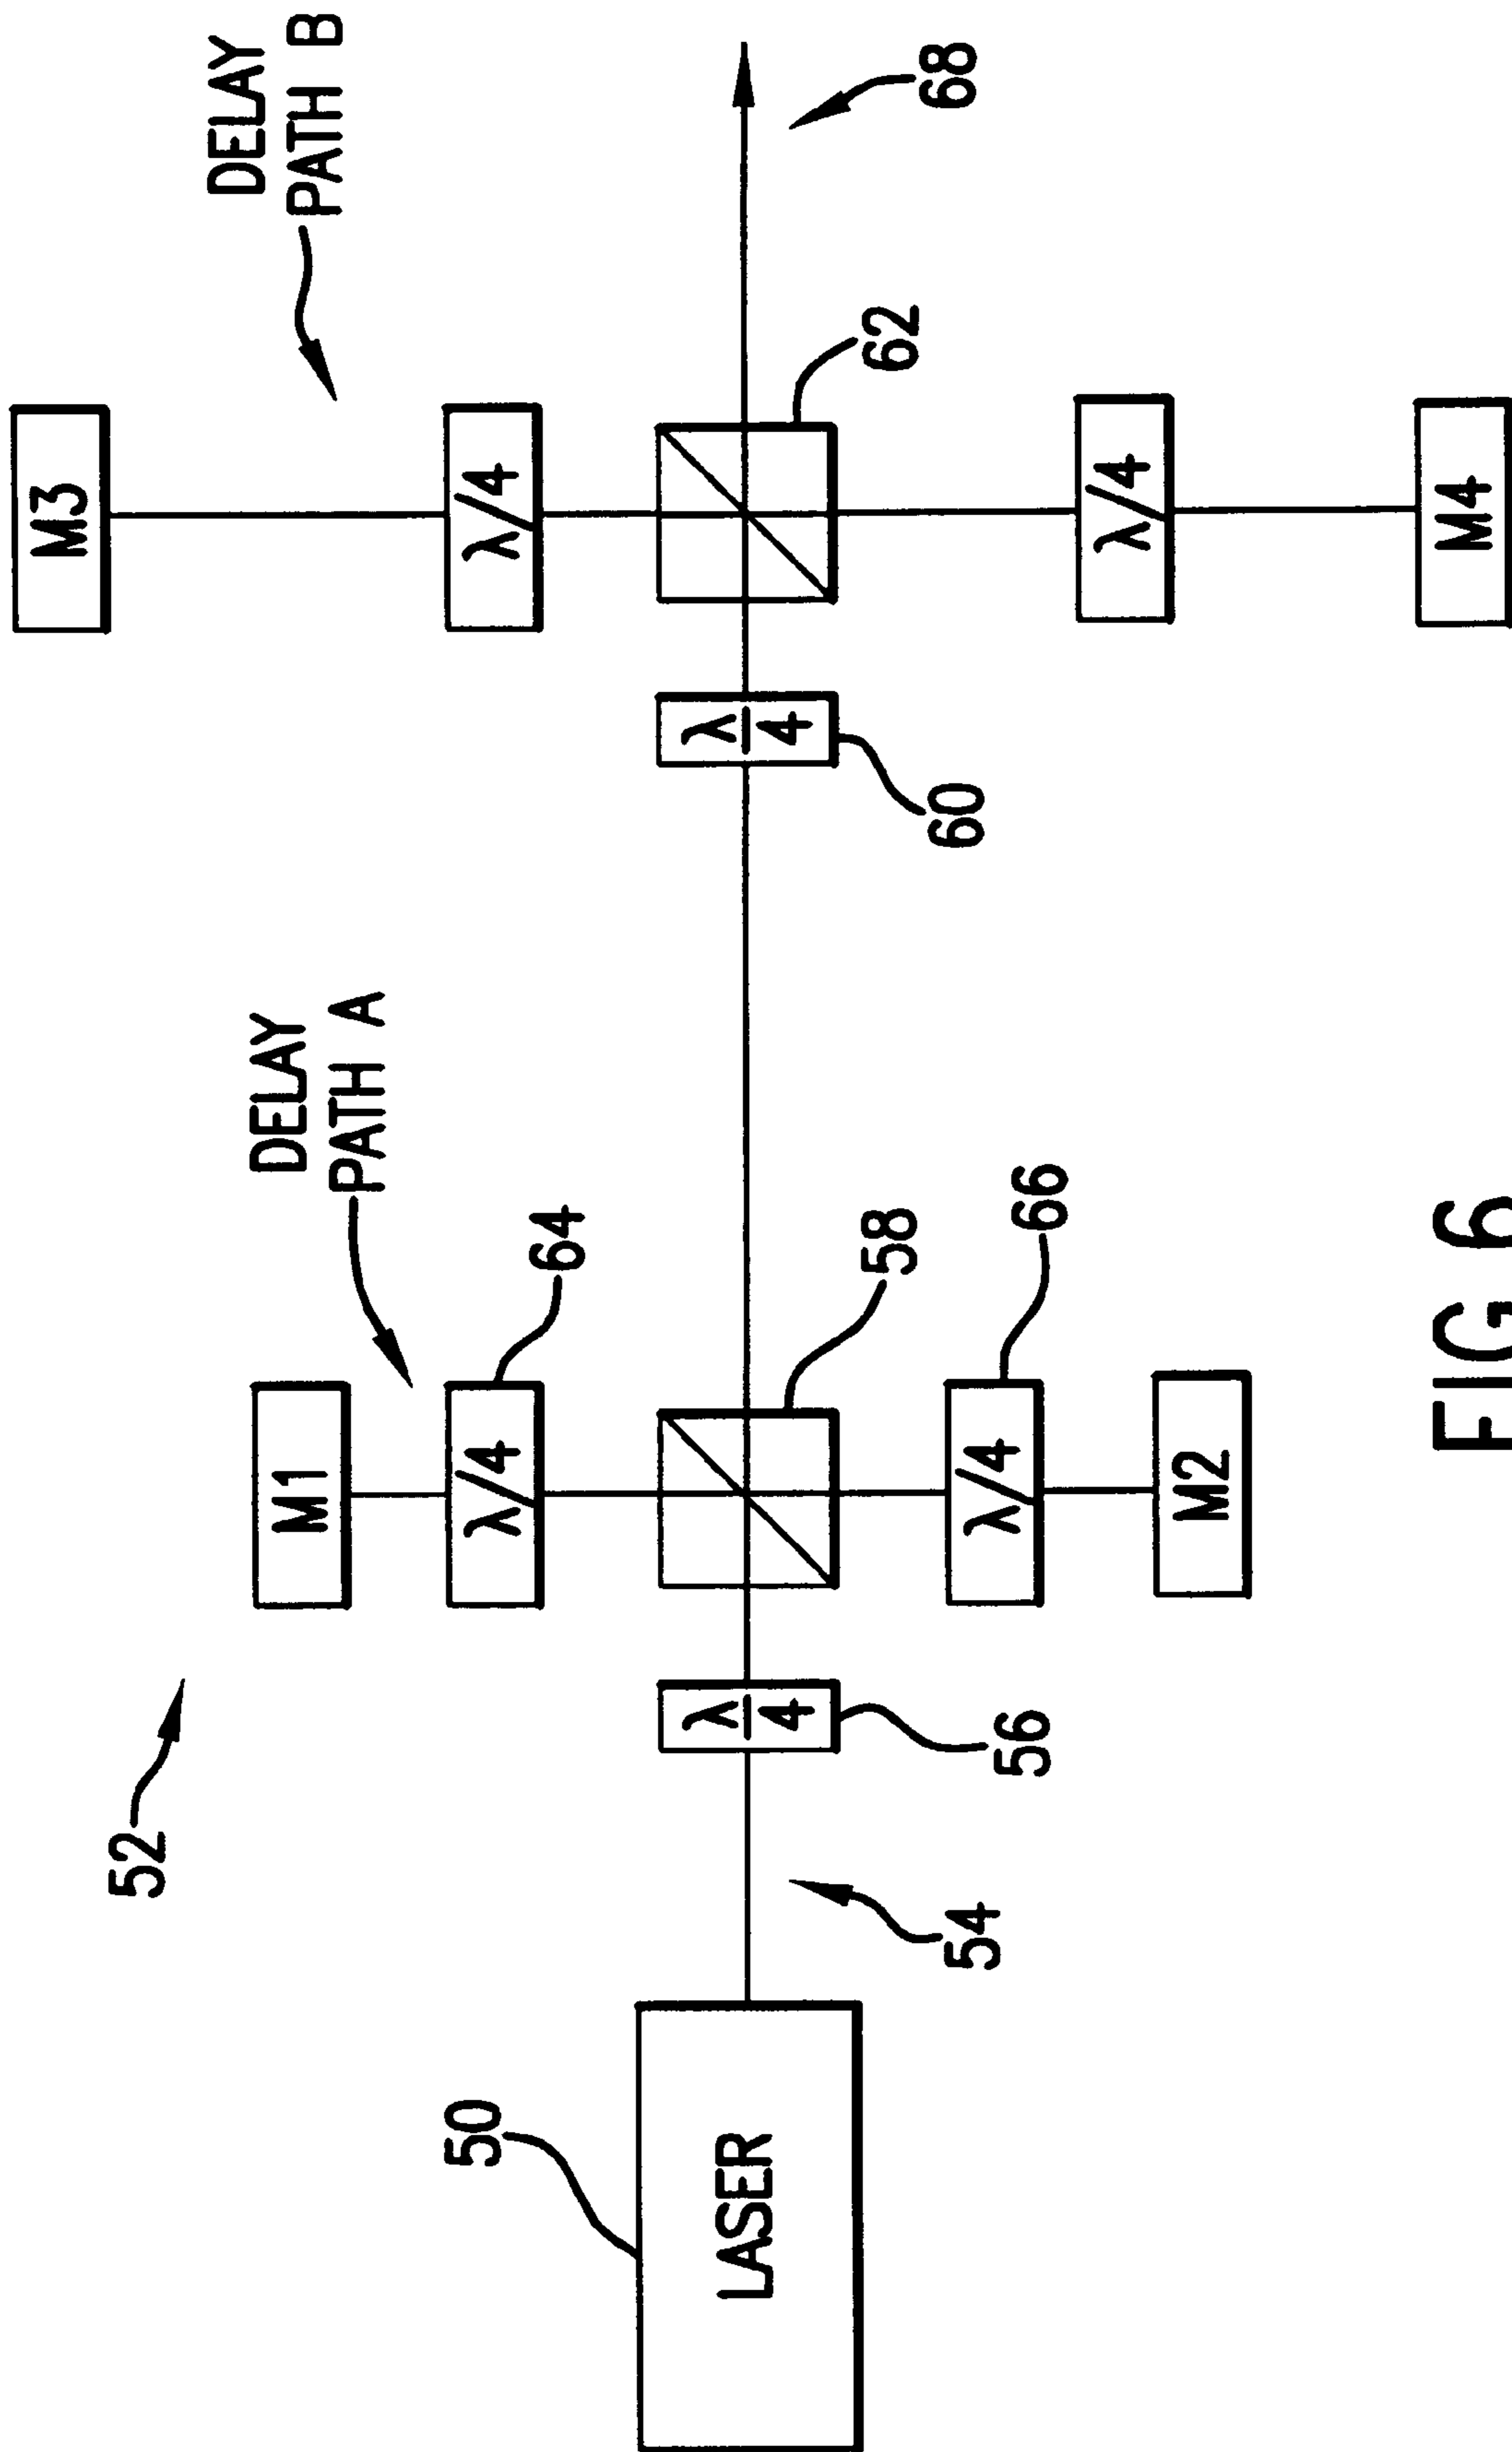 DELAY
PATH B
M3
λ/4
62
68
60
λ
4
λ/4
M4
DELAY
PATH A
M1
λ/4
64
58
66
λ/4
M2
52
λ
4
56
54
50
LASER
FIG 6